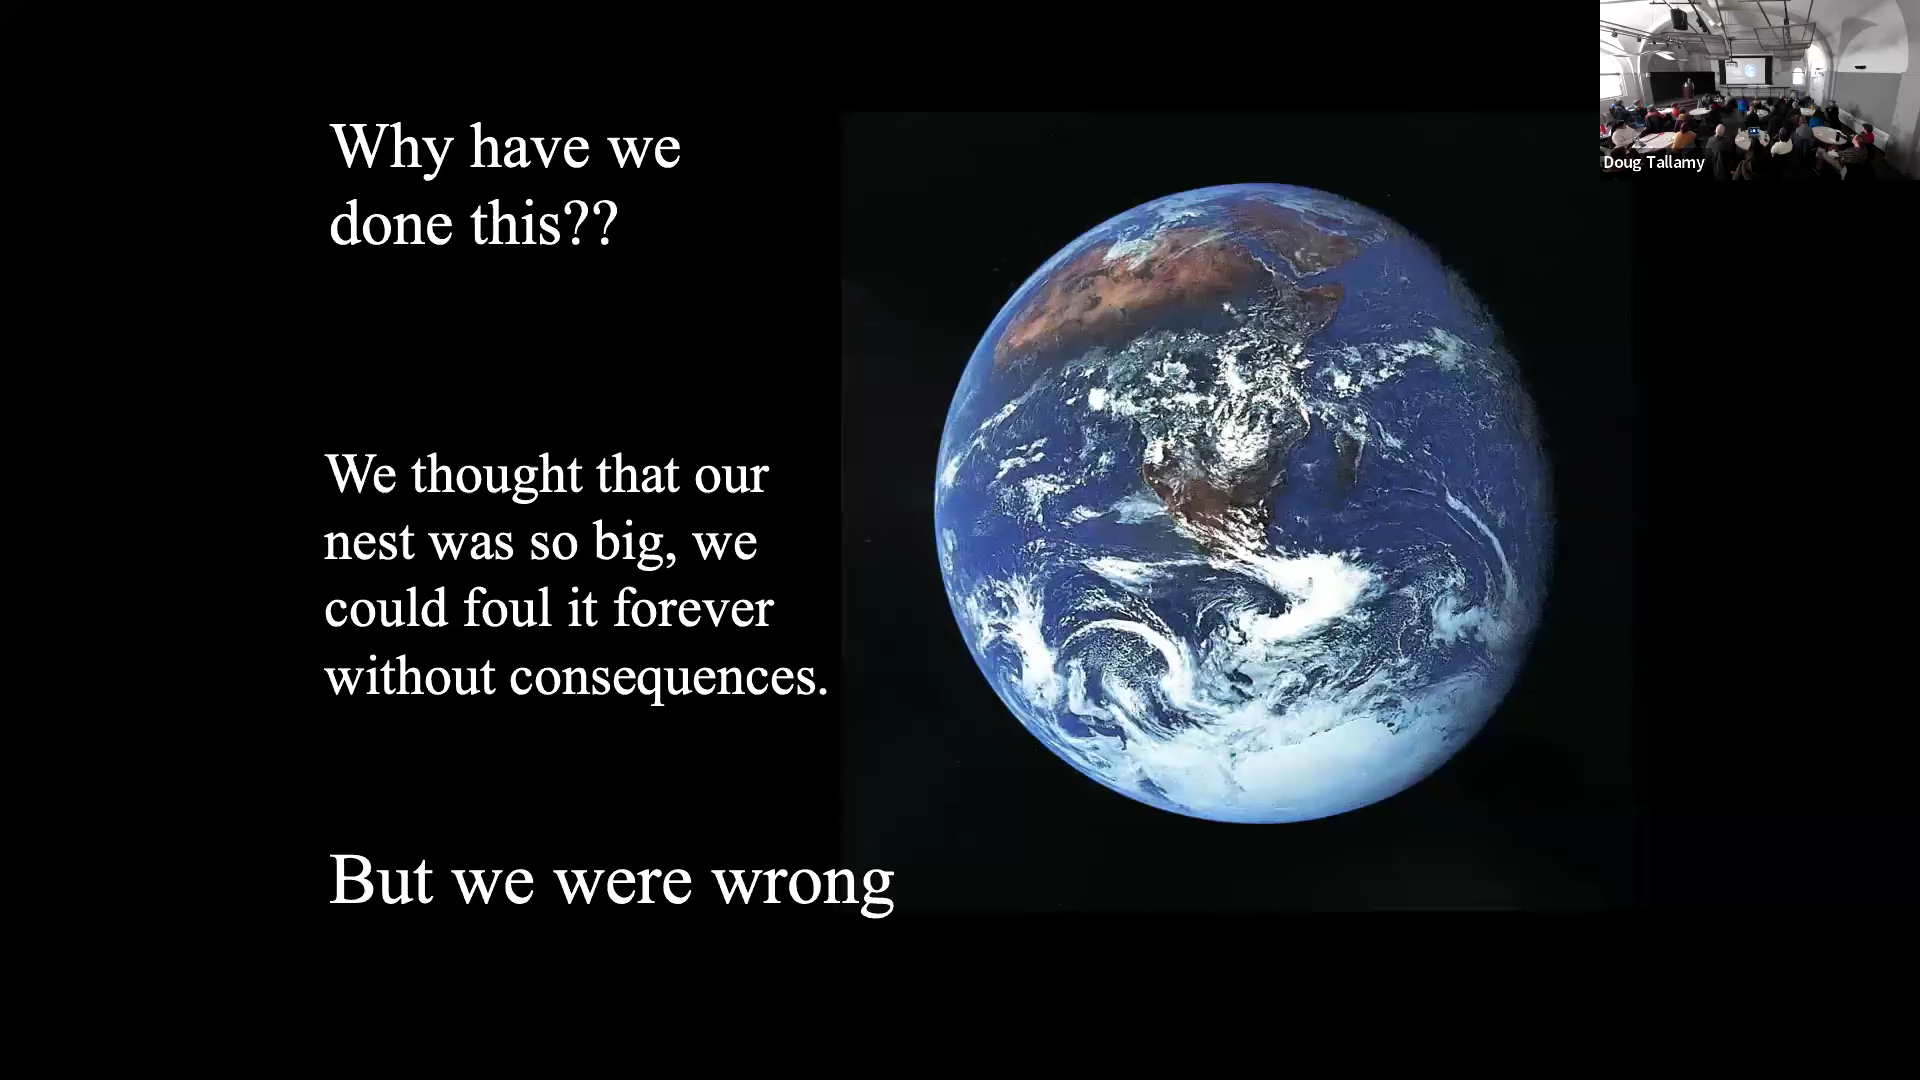 Why have we
done this??
We thought that our
nest was so big, we
could foul it forever
without consequences.
But we were wrong
Doug Tallamy